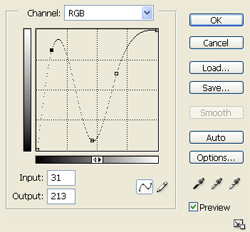 Channel: RGB
OK
Cancel
Load...
Save...
Smooth
Auto
Options...
Input: 31
Output: 213
Preview